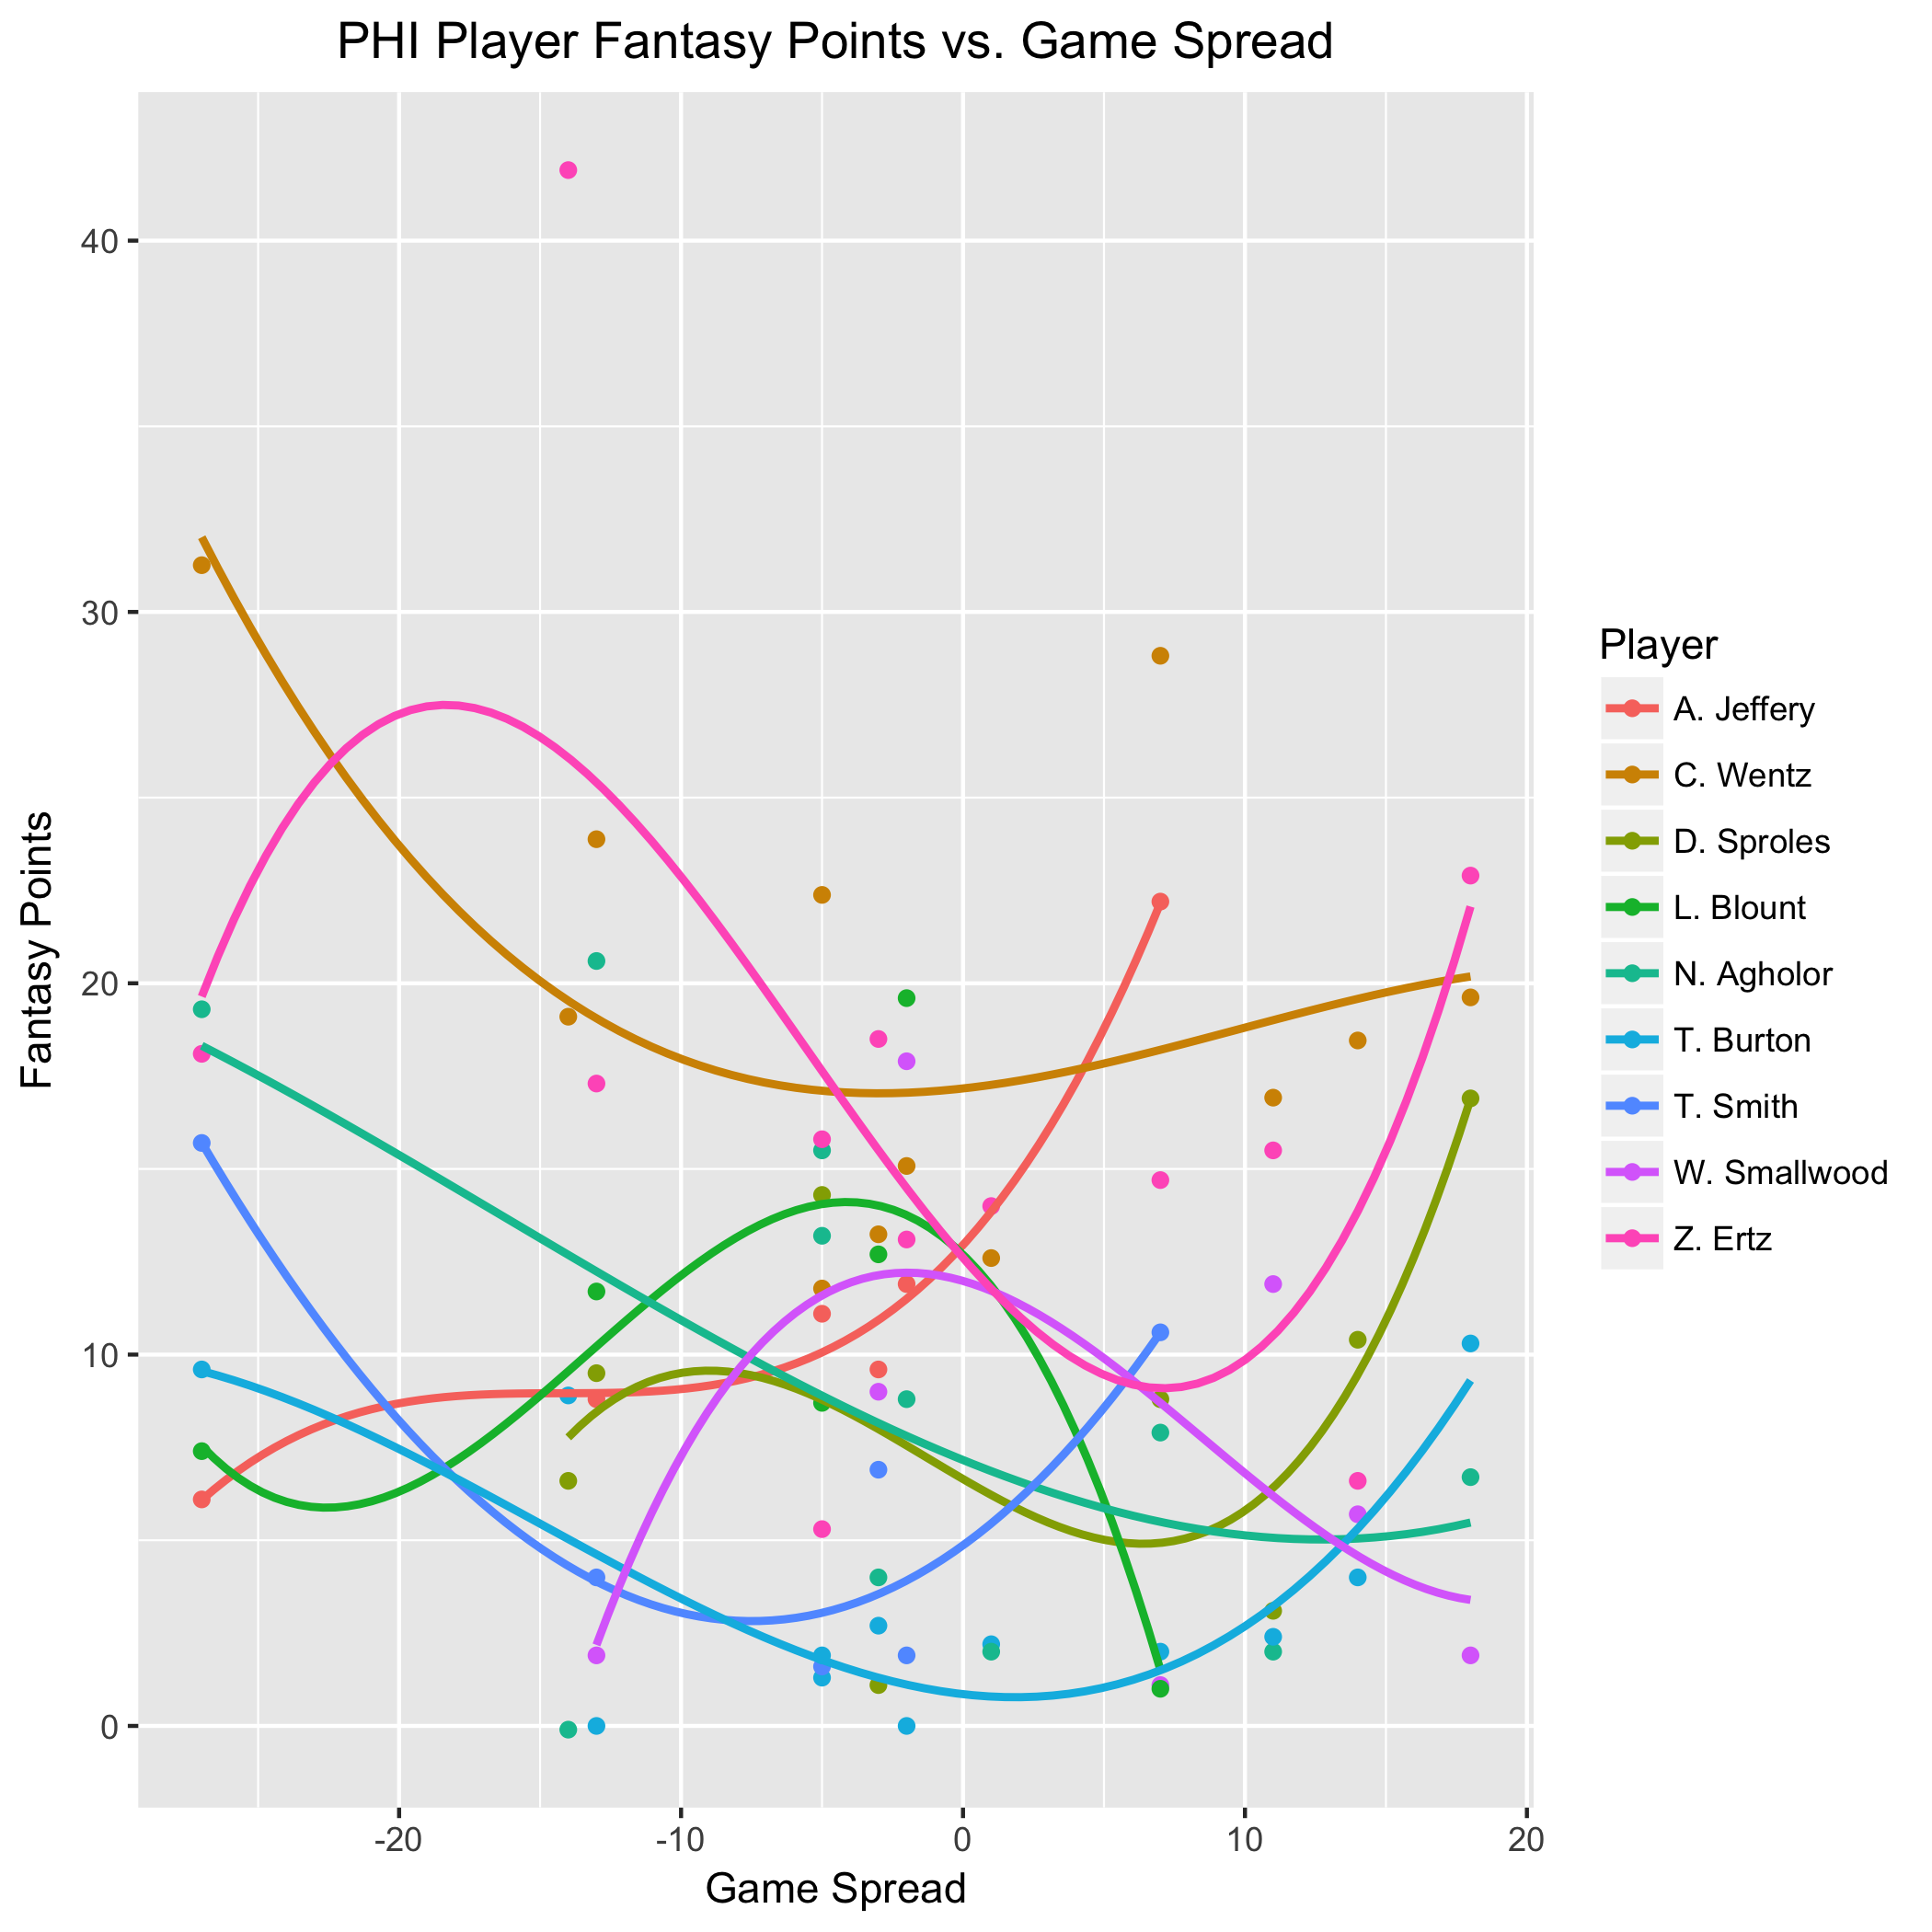 PHI Player Fantasy Points vs. Game Spread
Fantasy Points
40
30
20
10
0
-20
-10
0
10
20
Game Spread
Player
A. Jeffery
C. Wentz
D. Sproles
L. Blount
N. Agholor
T. Burton
T. Smith
W. Smallwood
Z. Ertz